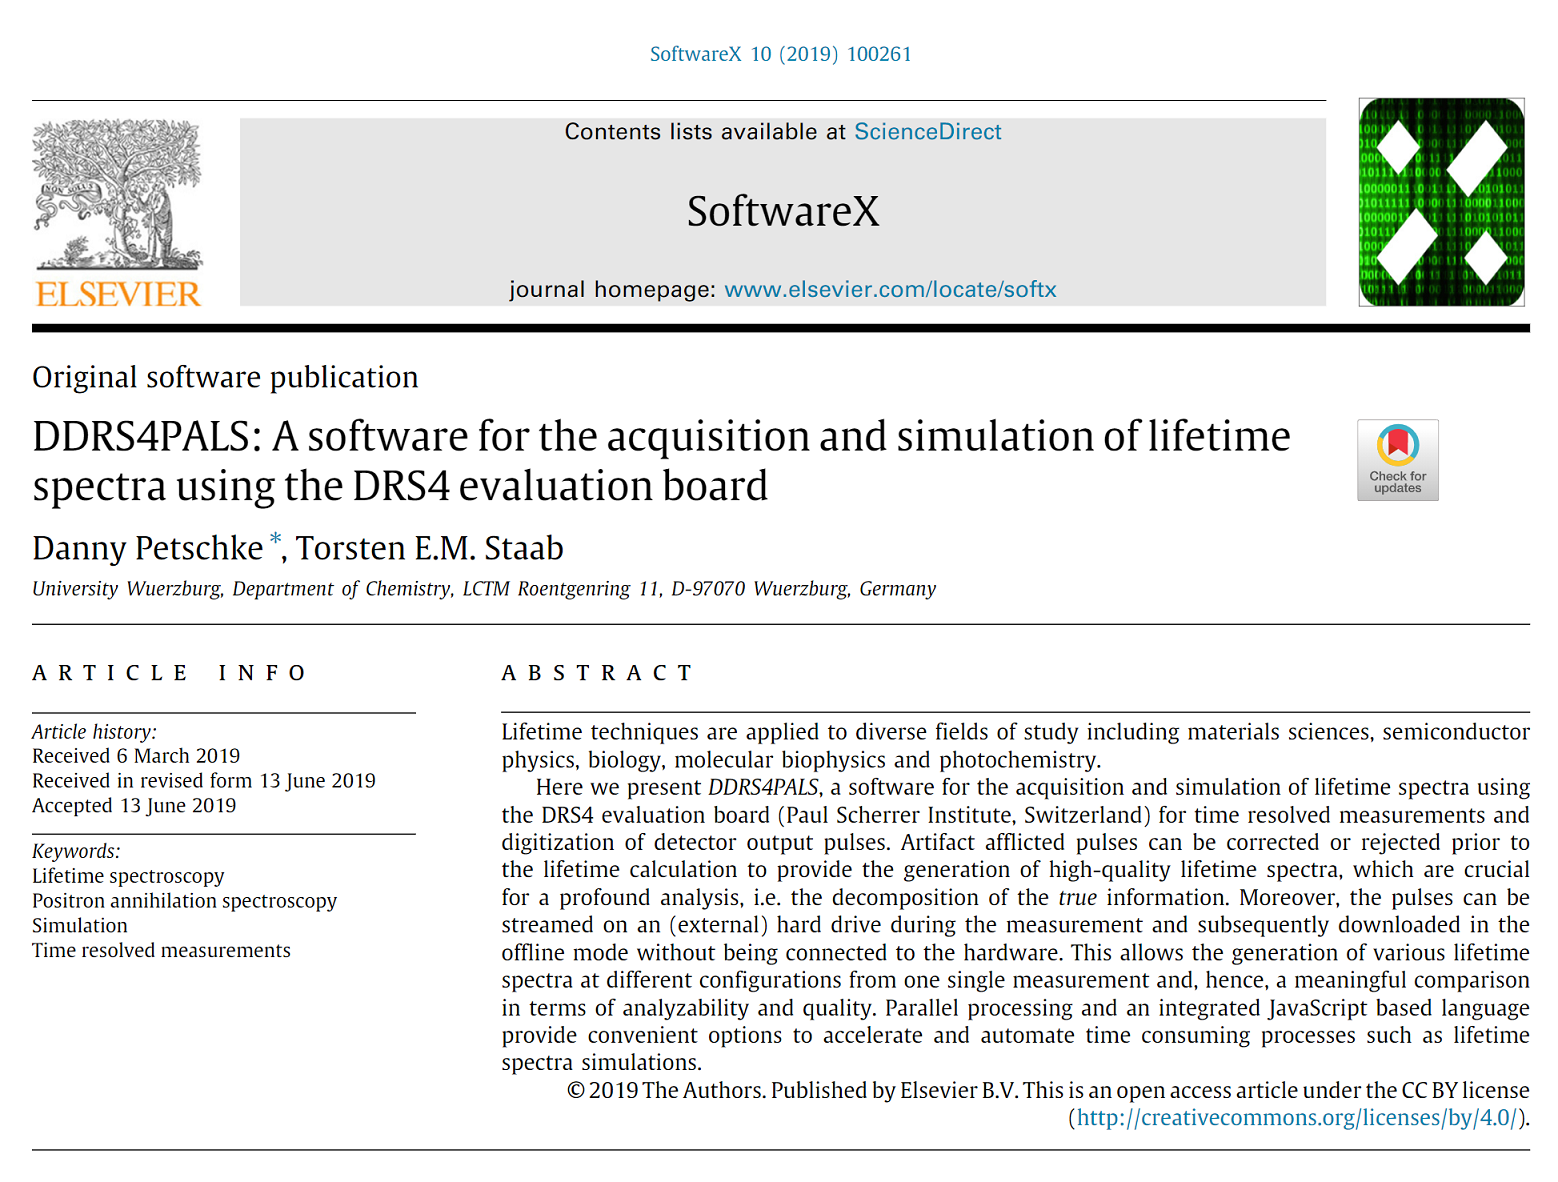 SoftwareX 10 (2019) 100261
Contents lists available at ScienceDirect
SoftwareX
journal homepage: www.elsevier.com/locate/softx
NON SOLUS
ELSEVIER
Original software publication
DDRS4PALS: A software for the acquisition and simulation of lifetime
spectra using the DRS4 evaluation board
Check for
updates
Danny Petschke *, Torsten E.M. Staab
University Wuerzburg, Department of Chemistry, LCTM Roentgenring 11, D-97070 Wuerzburg, Germany
ARTICLE INFO
Article history:
Received 6 March 2019
Received in revised form 13 June 2019
Accepted 13 June 2019
Keywords:
Lifetime spectroscopy
Positron annihilation spectroscopy
Simulation
Time resolved measurements
ABSTRACT
Lifetime techniques are applied to diverse fields of study including materials sciences, semiconductor
physics, biology, molecular biophysics and photochemistry.
Here we present DDRS4PALS, a software for the acquisition and simulation of lifetime spectra using
the DRS4 evaluation board (Paul Scherrer Institute, Switzerland) for time resolved measurements and
digitization of detector output pulses. Artifact afflicted pulses can be corrected or rejected prior to
the lifetime calculation to provide the generation of high-quality lifetime spectra, which are crucial
for a profound analysis, i.e. the decomposition of the true information. Moreover, the pulses can be
streamed on an (external) hard drive during the measurement and subsequently downloaded in the
offline mode without being connected to the hardware. This allows the generation of various lifetime
spectra at different configurations from one single measurement and, hence, a meaningful comparison
in terms of analyzability and quality. Parallel processing and an integrated JavaScript based language
provide convenient options to accelerate and automate time consuming processes such as lifetime
spectra simulations.
© 2019 The Authors. Published by Elsevier B.V. This is an open access article under the CC BY license
(http://creativecommons.org/licenses/by/4.0/).